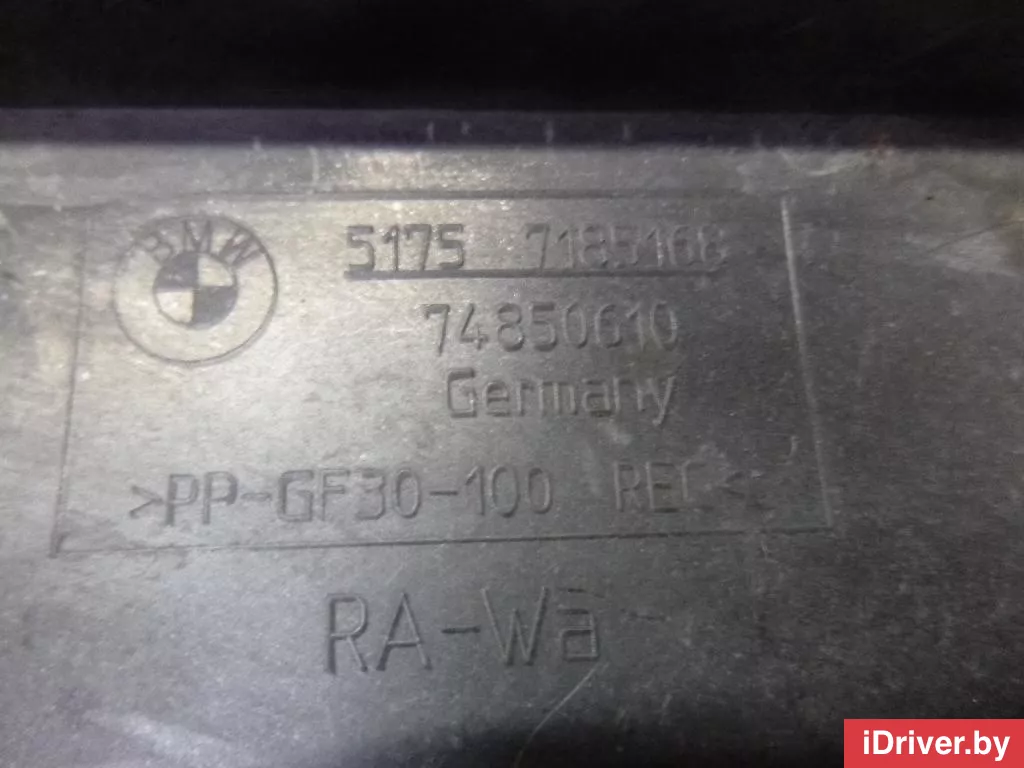 BMW
5175 7185168
74850610
Germany
>PP-GF30-100 REC<
RA-Wa
iDriver.by